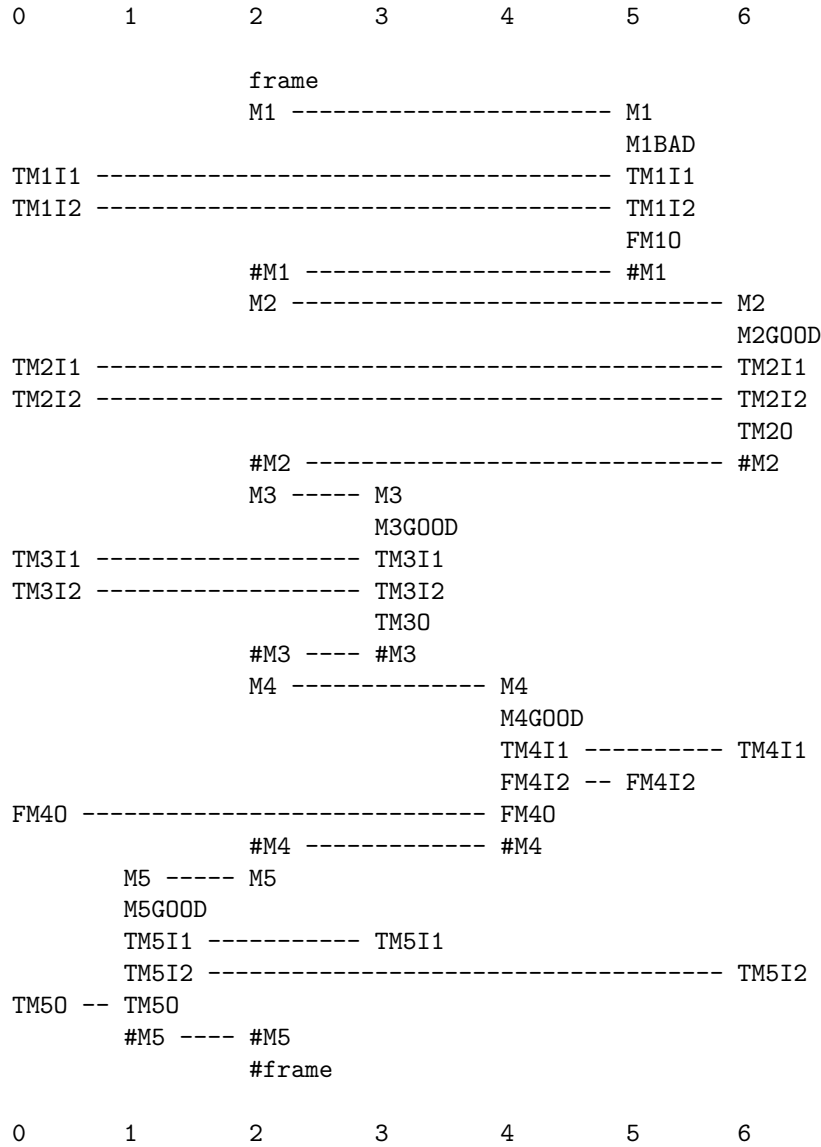 0       1        2        3        4        5       6
frame
M1 ----------------------- M1
M1BAD
TM1I1 ------------------------------------- TM1I1
TM1I2 ------------------------------------- TM1I2
FM1O
#M1 ---------------------- #M1
M2 ------------------------------- M2
M2GOOD
TM2I1 --------------------------------------------- TM2I1
TM2I2 --------------------------------------------- TM2I2
TM2O
#M2 ------------------------------ #M2
M3 ----- M3
M3GOOD
TM3I1 ------------------- TM3I1
TM3I2 ------------------- TM3I2
TM3O
#M3 ---- #M3
M4 -------------- M4
M4GOOD
TM4I1 ---------- TM4I1
FM4I2 -- FM4I2
FM4O ----------------------------- FM4O
#M4 ------------- #M4
M5 ----- M5
M5GOOD
TM5I1 ----------- TM5I1
TM5I2 ------------------------------------- TM5I2
TM5O -- TM5O
#M5 ---- #M5
#frame
0       1        2        3        4        5       6